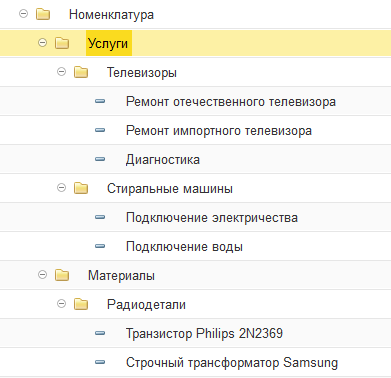 Номенклатура
Услуги
Телевизоры
Ремонт отечественного телевизора
Ремонт импортного телевизора
Диагностика
Стиральные машины
Подключение электричества
Подключение воды
Материалы
Радиодетали
Транзистор Philips 2N2369
Строчный трансформатор Samsung